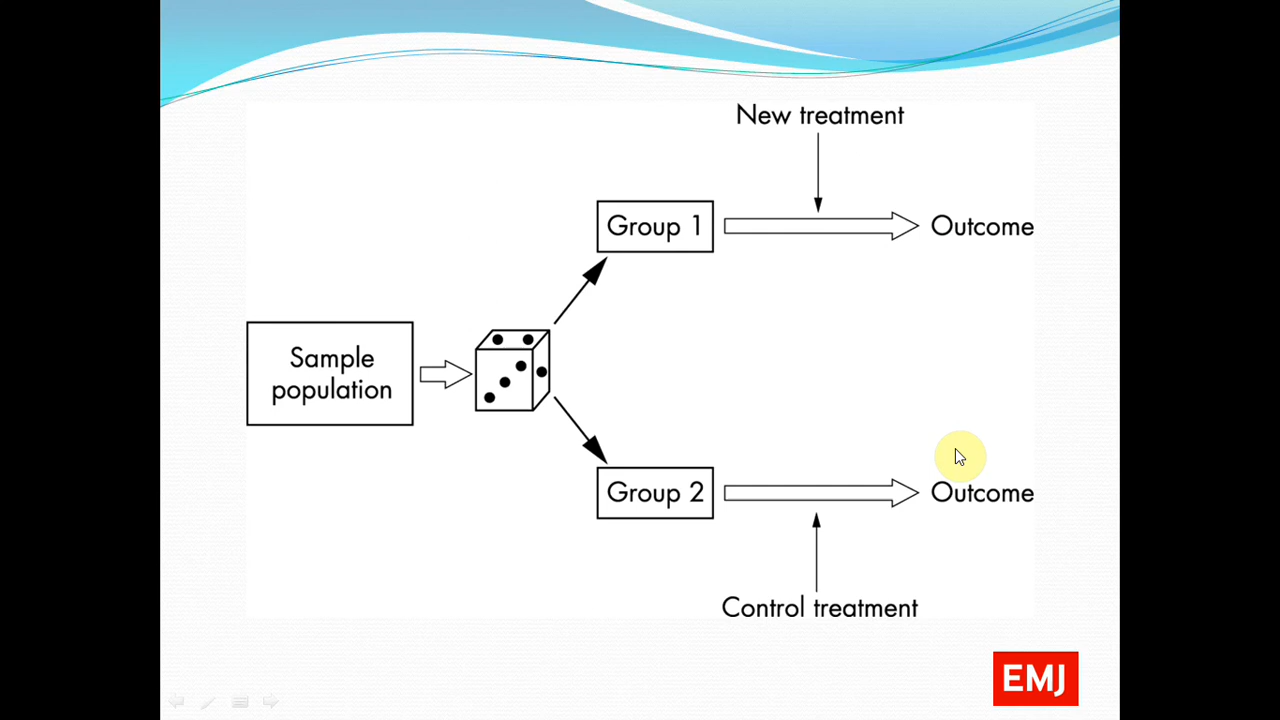 New treatment
Group 1
Outcome
Sample
population
Group 2
Outcome
Control treatment
EMJ